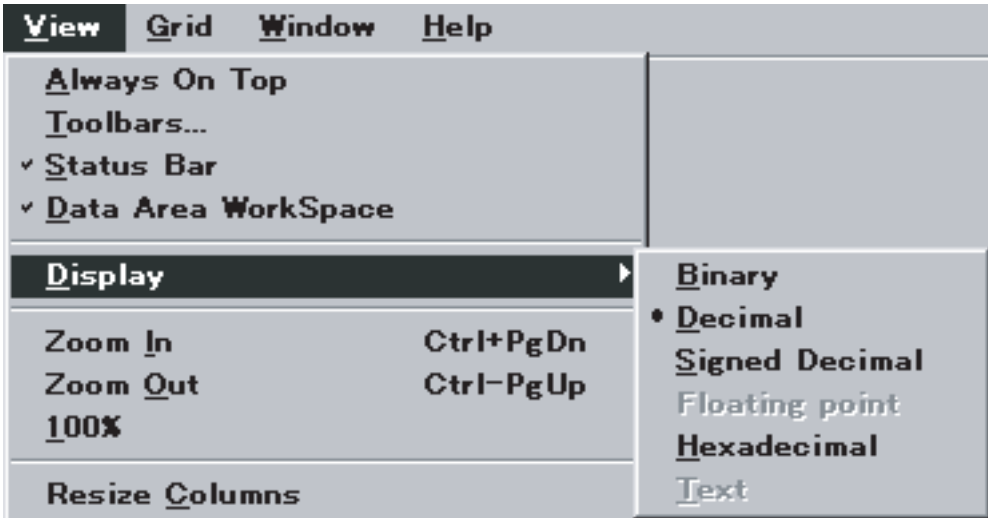 View Grid Window Help
Always On Top
Toolbars...
Status Bar
Data Area WorkSpace
Display
Zoom In Ctrl+PgDn
Zoom Out Ctrl-PgUp
100%
Resize Columns
Binary
Decimal
Signed Decimal
Floating point
Hexadecimal
Text